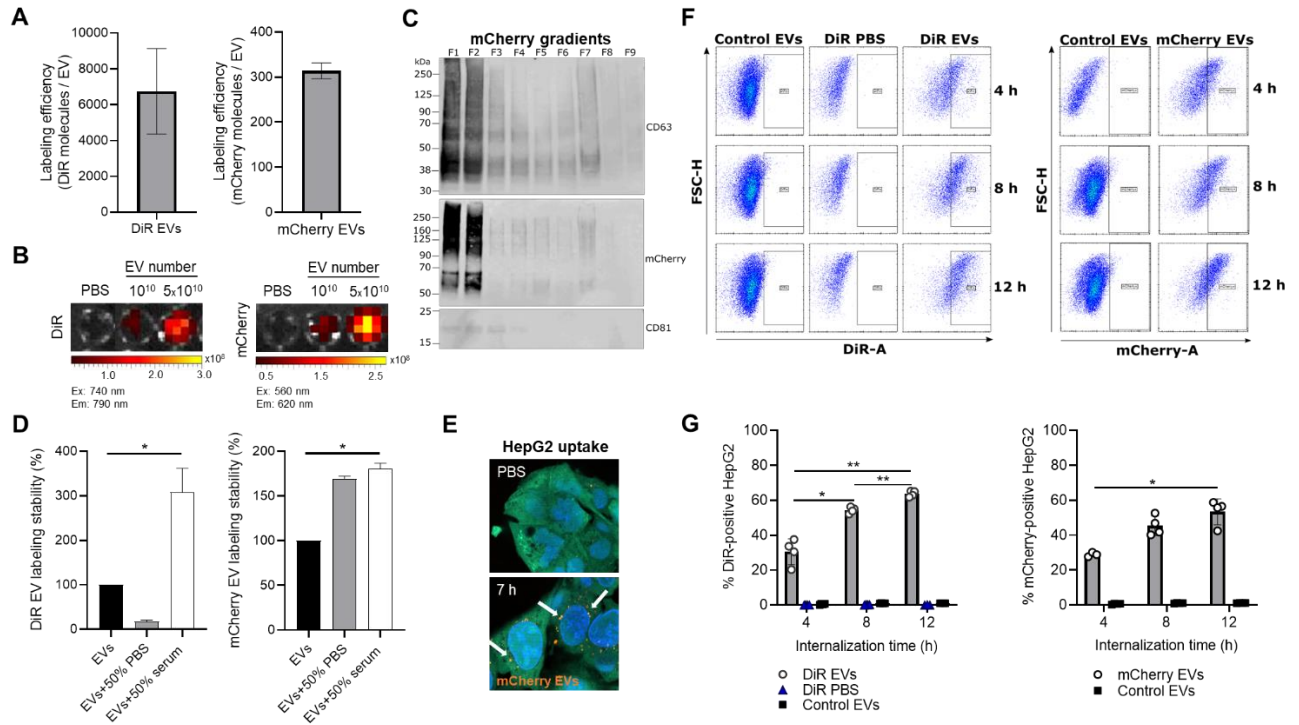 A
10000
8000
6000
4000
2000
0
Labeling efficiency
(DiR molecules / EV)
DiR EVs
400
300
200
100
0
Labeling efficiency
(mCherry molecules / EV)
mCherry EVs
B
EV number
PBS 10¹⁰ 5x10¹⁰
DiR
x10⁸
1.0 2.0 3.0
Ex: 740 nm
Em: 790 nm
EV number
PBS 10¹⁰ 5x10¹⁰
mCherry
x10⁸
0.5 1.5 2.5
Ex: 560 nm
Em: 620 nm
C
mCherry gradients
F1 F2 F3 F4 F5 F6 F7 F8 F9
kDa
250
125
90
70
50
38
30
CD63
250
160
125
90
70
50
mCherry
25
15
CD81
D
*
400
300
200
100
0
DiR EV labeling stability (%)
EVs
EVs+50% PBS
EVs+50% serum
*
200
150
100
50
0
mCherry EV labeling stability (%)
EVs
EVs+50% PBS
EVs+50% serum
E
HepG2 uptake
PBS
7 h
mCherry EVs
F
Control EVs DiR PBS DiR EVs
4 h
8 h
12 h
FSC-H
DiR-A
Control EVs mCherry EVs
4 h
8 h
12 h
FSC-H
mCherry-A
G
100
80
60
40
20
0
% DiR-positive HepG2
**
* **
4 8 12
Internalization time (h)
DiR EVs
DiR PBS
Control EVs
100
80
60
40
20
0
% mCherry-positive HepG2
*
4 8 12
Internalization time (h)
mCherry EVs
Control EVs